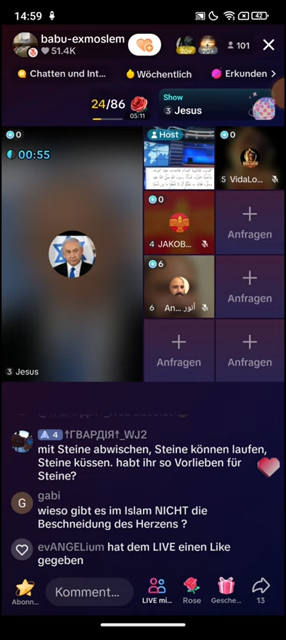 14:59
42
babu-exmoslem
51.4K
101
Chatten und Int...
Wöchentlich
Erkunden
24/86
05:11
Show
3 Jesus
0
00:55
Host
0
5 VidaLo...
0
4 JAKOB...
Anfragen
6
6 An... أنور
Anfragen
Anfragen
Anfragen
3 Jesus
A 4 †ГВАРДІЯ†_WJ2
mit Steine abwischen, Steine können laufen,
Steine küssen. habt ihr so Vorlieben für
Steine?
G gabi
wieso gibt es im Islam NICHT die
Beschneidung des Herzens ?
evANGELium hat dem LIVE einen Like
gegeben
Komment...
Abonn...
LIVE mi...
Rose
Gesche...
13